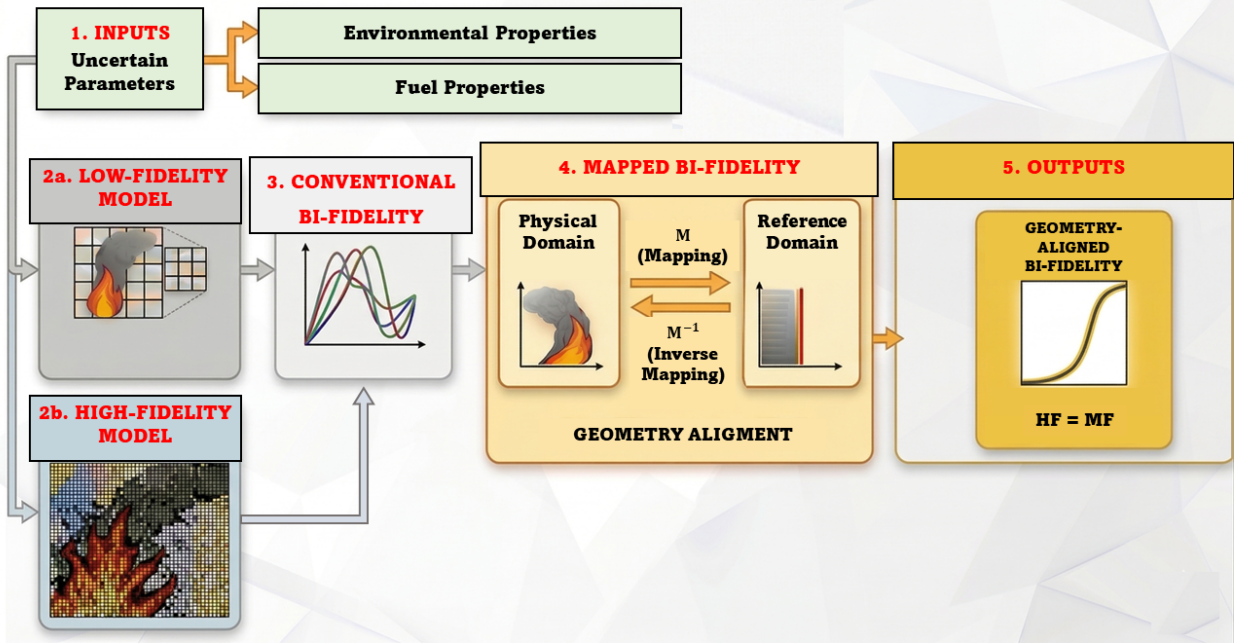 1. INPUTS
Uncertain
Parameters
Environmental Properties
Fuel Properties
2a. LOW-FIDELITY
MODEL
2b. HIGH-FIDELITY
MODEL
3. CONVENTIONAL
BI-FIDELITY
4. MAPPED BI-FIDELITY
Physical
Domain
M
(Mapping)
M⁻¹
(Inverse
Mapping)
Reference
Domain
GEOMETRY ALIGMENT
5. OUTPUTS
GEOMETRY-
ALIGNED
BI-FIDELITY
HF = MF